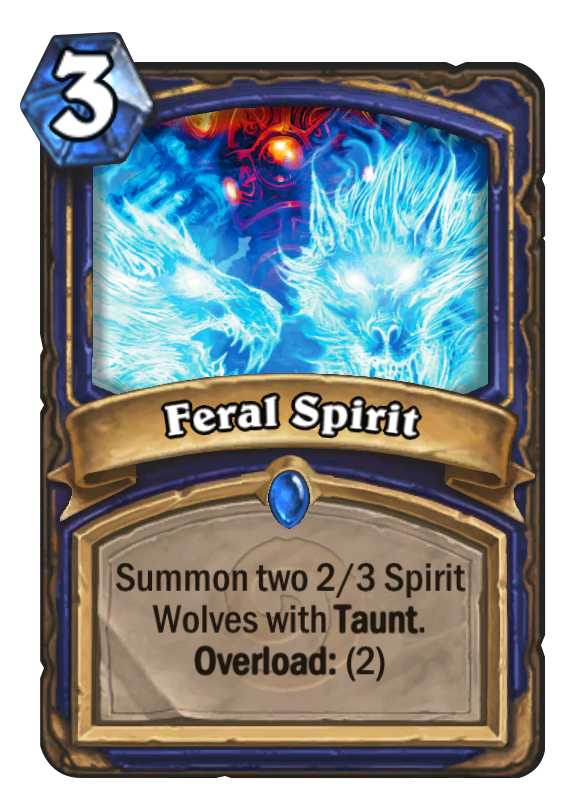 3
Feral Spirit
Summon two 2/3 Spirit
Wolves with Taunt.
Overload: (2)